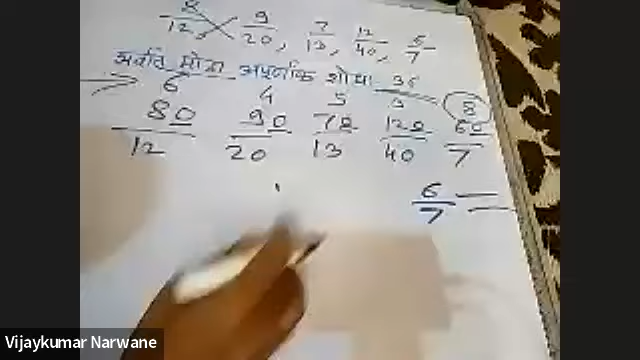 8/12, 9/20, 7/13, 12/40, 6/7
सर्वात मोठा अपूर्णांक शोधा
6 4 5 3 8
80/12 90/20 70/13 120/40 60/7
6/7
Vijaykumar Narwane